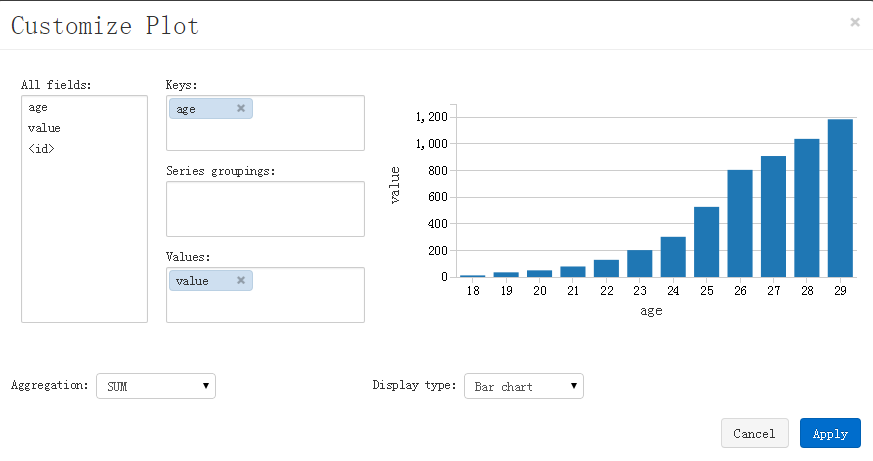 Customize Plot ×
All fields:
age
value
<id>
Keys:
age ×
Series groupings:
Values:
value ×
1,200
1,000
800
600
400
200
0
value
18 19 20 21 22 23 24 25 26 27 28 29
age
Aggregation: SUM ▼
Display type: Bar chart ▼
Cancel Apply